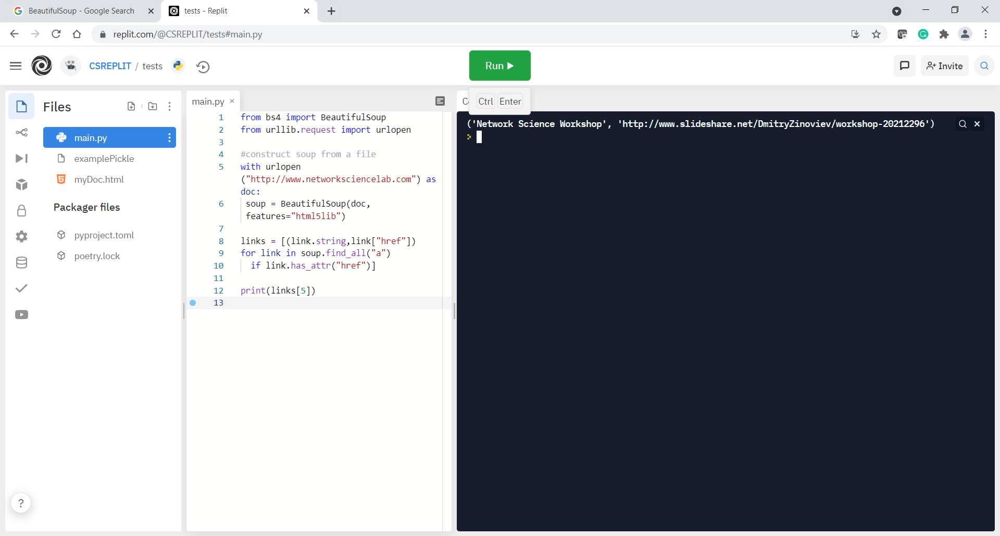 BeautifulSoup - Google Search
tests - Replit
replit.com/@CSREPLIT/tests#main.py
CSREPLIT / tests
Run
Invite
Files
main.py
examplePickle
myDoc.html
Packager files
pyproject.toml
poetry.lock
?
main.py
1 from bs4 import BeautifulSoup
2 from urllib.request import urlopen
3
4 #construct soup from a file
5 with urlopen
("http://www.networksciencelab.com") as
doc:
6 soup = BeautifulSoup(doc,
features="html5lib")
7
8 links = [(link.string,link["href"])
9 for link in soup.find_all("a")
10 if link.has_attr("href")]
11
12 print(links[5])
13
Ctrl Enter
('Network Science Workshop', 'http://www.slideshare.net/DmitryZinoviev/workshop-20212296')
>